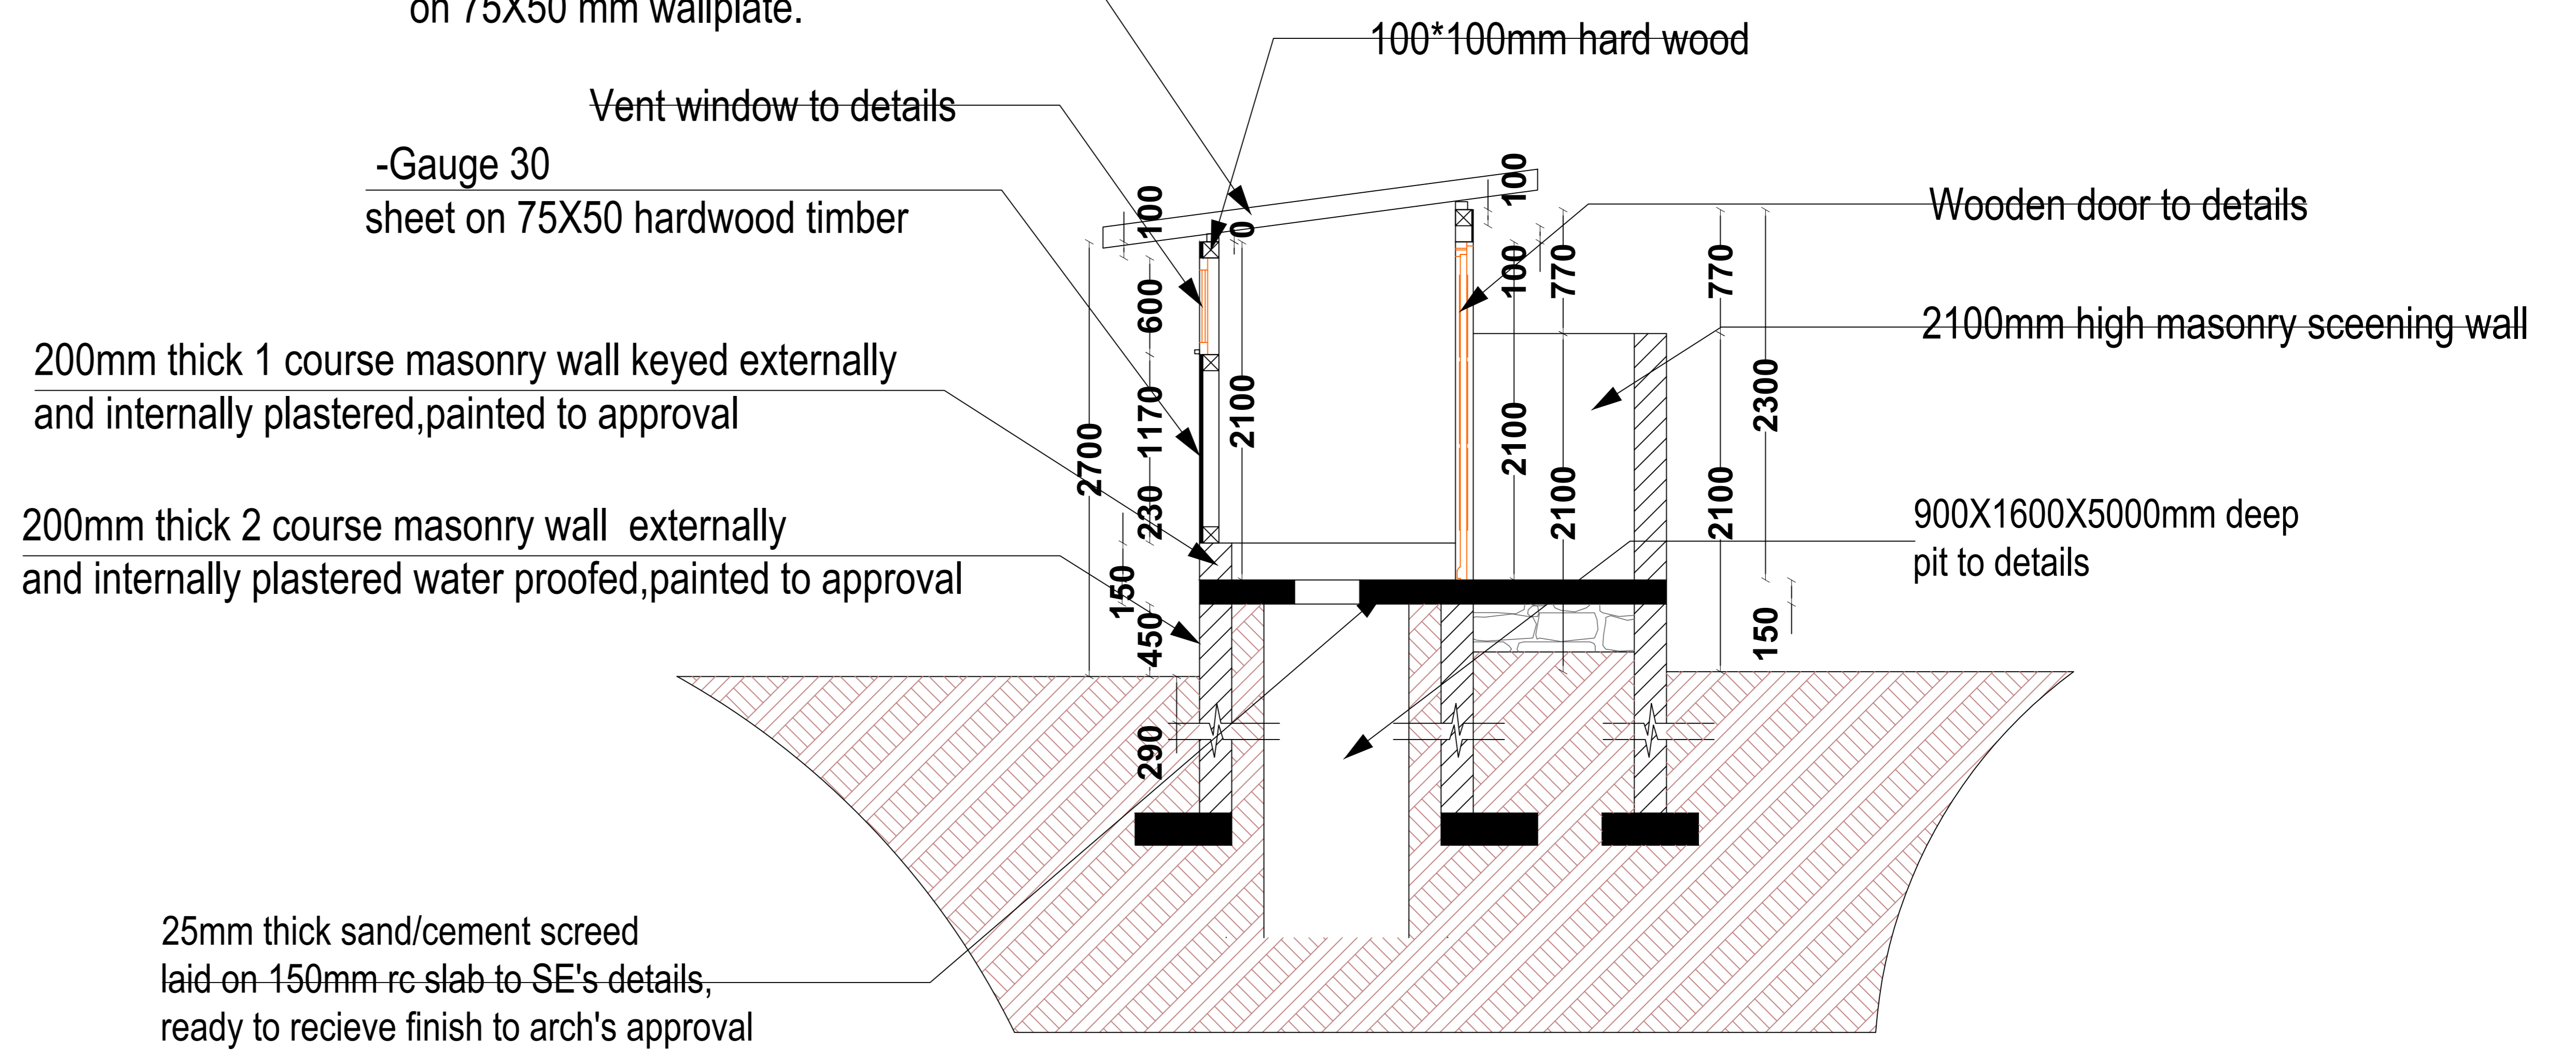 on 75X50 mm wallplate.
100*100mm hard wood
Vent window to details
-Gauge 30
sheet on 75X50 hardwood timber
Wooden door to details
2100mm high masonry sceening wall
200mm thick 1 course masonry wall keyed externally
and internally plastered,painted to approval
200mm thick 2 course masonry wall  externally
and internally plastered water proofed,painted to approval
900X1600X5000mm deep
pit to details
25mm thick sand/cement screed
laid on 150mm rc slab to SE's details,
ready to recieve finish to arch's approval
2700
100
600
1170
230
150
450
290
0
2100
100
100
2100
770
2100
770
2100
2300
150